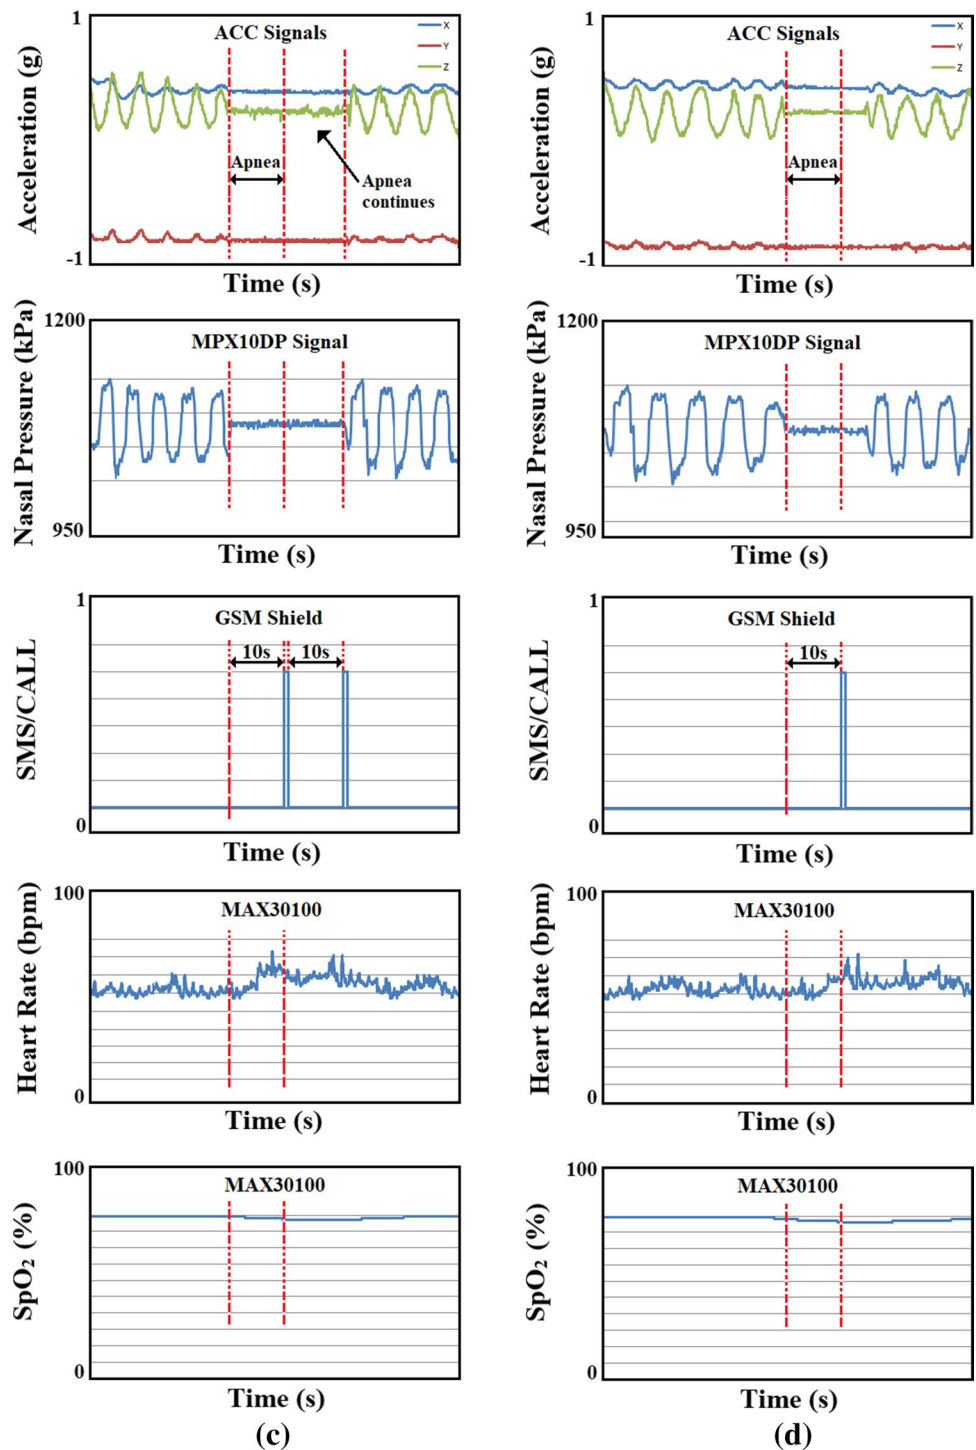 1
ACC Signals
X
Y
Z
Apnea
Apnea
continues
-1
Acceleration (g)
Time (s)
1200
MPX10DP Signal
950
Nasal Pressure (kPa)
Time (s)
1
GSM Shield
10s
10s
0
SMS/CALL
Time (s)
100
MAX30100
0
Heart Rate (bpm)
Time (s)
100
MAX30100
0
SpO₂ (%)
Time (s)
(c)
1
ACC Signals
X
Y
Z
Apnea
-1
Acceleration (g)
Time (s)
1200
MPX10DP Signal
950
Nasal Pressure (kPa)
Time (s)
1
GSM Shield
10s
0
SMS/CALL
Time (s)
100
MAX30100
0
Heart Rate (bpm)
Time (s)
100
MAX30100
0
SpO₂ (%)
Time (s)
(d)